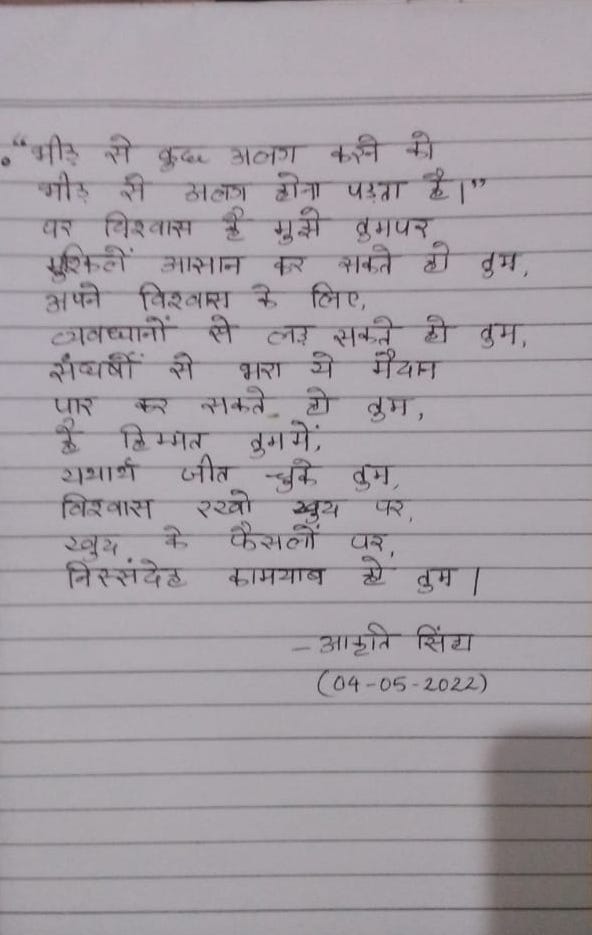 "भीड़ से कुछ अलग करने को
भीड़ से अलग होना पड़ता है।"
पर विश्वास है मुझे तुमपर
मुश्किलें आसान कर सकते हो तुम,
अपने विश्वास के लिए,
व्यवधानों से लड़ सकते हो तुम,
संघर्षों से भरा ये मैदान
पार कर सकते हो तुम,
है हिम्मत तुममें,
यथार्थ जीत चुके तुम,
विश्वास रखो खुद पर,
खुद के फैसलों पर,
निस्संदेह कामयाब हो तुम।
- आकृति सिंह
(04-05-2022)